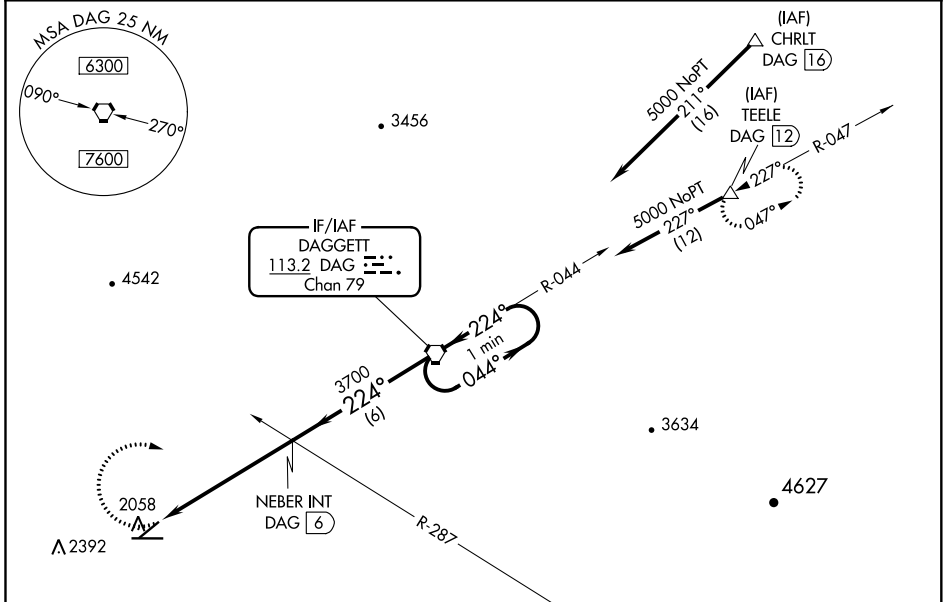 MSA DAG 25 NM
6300
090°
270°
7600
3456
(IAF)
CHRLT
DAG 16
5000 NoPT
211°
(16)
(IAF)
TEELE
DAG 12
R-047
227°
047°
5000 NoPT
227°
(12)
IF/IAF
DAGGETT
113.2 DAG
Chan 79
4542
R-044
224°
1 min
044°
3700
224°
(6)
3634
4627
NEBER INT
DAG 6
R-287
2058
2392